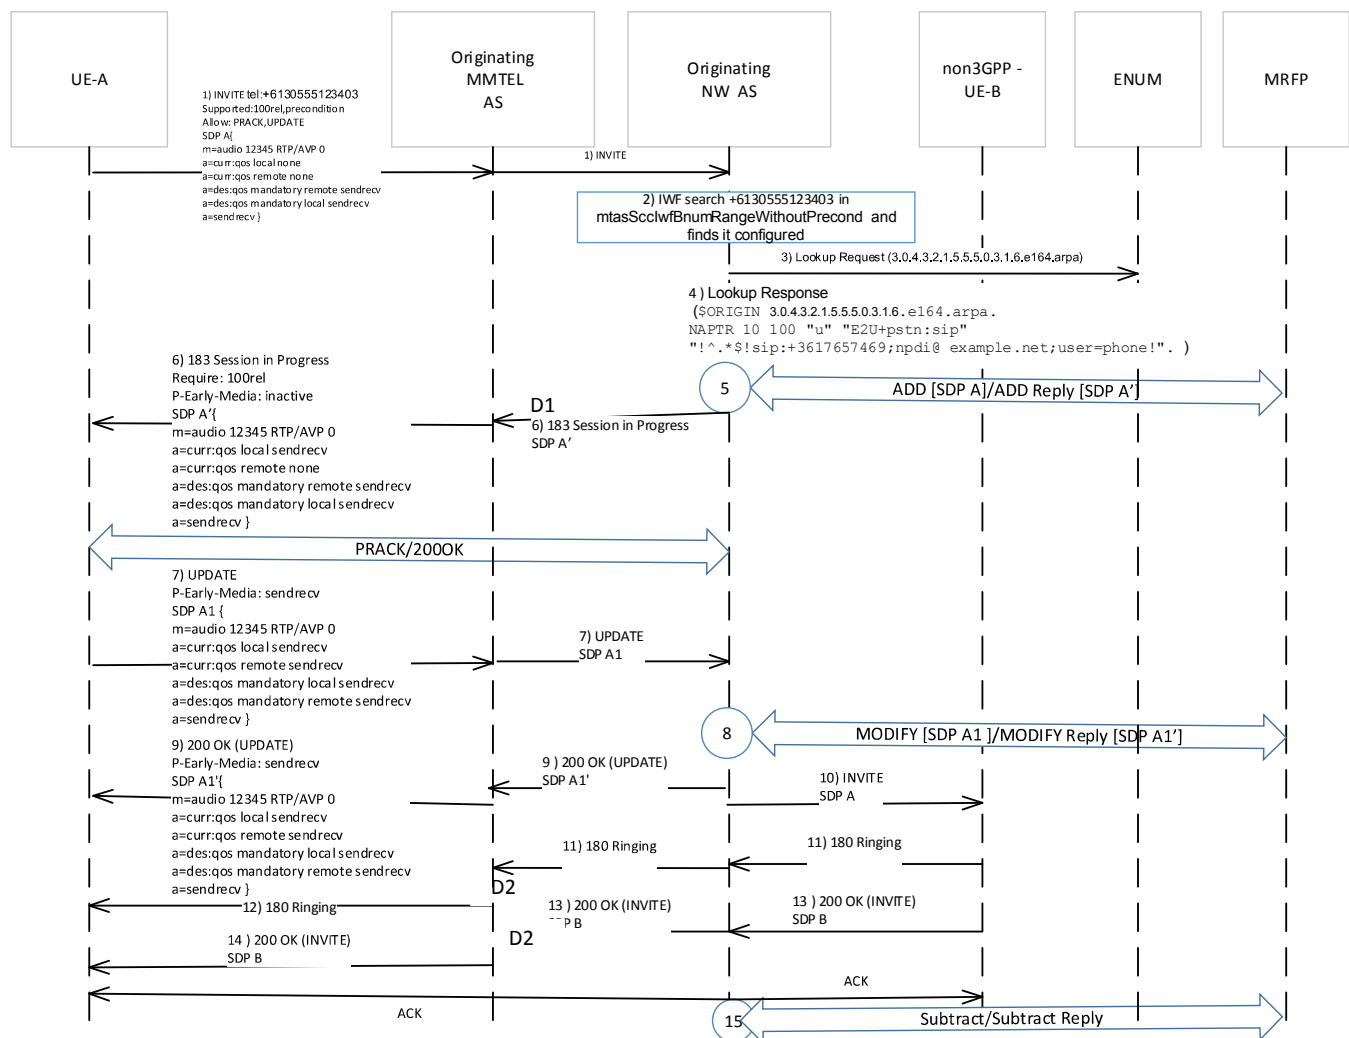 UE-A
Originating
MMTEL
AS
Originating
NW AS
non3GPP -
UE-B
ENUM
MRFP
1) INVITE tel:+6130555123403
Supported:100rel,precondition
Allow: PRACK,UPDATE
SDP A{
m=audio 12345 RTP/AVP 0
a=curr:qos local none
a=curr:qos remote none
a=des:qos mandatory remote sendrecv
a=des:qos mandatory local sendrecv
a=sendrecv }
1) INVITE
2) IWF search +6130555123403 in
mtasSccIwfBnumRangeWithoutPrecond and
finds it configured
3) Lookup Request (3.0.4.3.2.1.5.5.5.0.3.1.6.e164.arpa)
4 ) Lookup Response
($ORIGIN 3.0.4.3.2.1.5.5.5.0.3.1.6.e164.arpa.
NAPTR 10 100 "u" "E2U+pstn:sip"
"!^.*$!sip:+3617657469;npdi@ example.net;user=phone!". )
5
ADD [SDP A]/ADD Reply [SDP A’]
6) 183 Session in Progress
Require: 100rel
P-Early-Media: inactive
SDP A’{
m=audio 12345 RTP/AVP 0
a=curr:qos local sendrecv
a=curr:qos remote none
a=des:qos mandatory remote sendrecv
a=des:qos mandatory local sendrecv
a=sendrecv }
D1
6) 183 Session in Progress
SDP A’
PRACK/200OK
7) UPDATE
P-Early-Media: sendrecv
SDP A1 {
m=audio 12345 RTP/AVP 0
a=curr:qos local sendrecv
a=curr:qos remote sendrecv
a=des:qos mandatory local sendrecv
a=des:qos mandatory remote sendrecv
a=sendrecv }
7) UPDATE
SDP A1
8
MODIFY [SDP A1 ]/MODIFY Reply [SDP A1’]
9) 200 OK (UPDATE)
P-Early-Media: sendrecv
SDP A1'{
m=audio 12345 RTP/AVP 0
a=curr:qos local sendrecv
a=curr:qos remote sendrecv
a=des:qos mandatory local sendrecv
a=des:qos mandatory remote sendrecv
a=sendrecv }
9 ) 200 OK (UPDATE)
SDP A1'
10) INVITE
SDP A
11) 180 Ringing
11) 180 Ringing
D2
12) 180 Ringing
13 ) 200 OK (INVITE)
P B
13 ) 200 OK (INVITE)
SDP B
D2
14 ) 200 OK (INVITE)
SDP B
ACK
ACK
15
Subtract/Subtract Reply